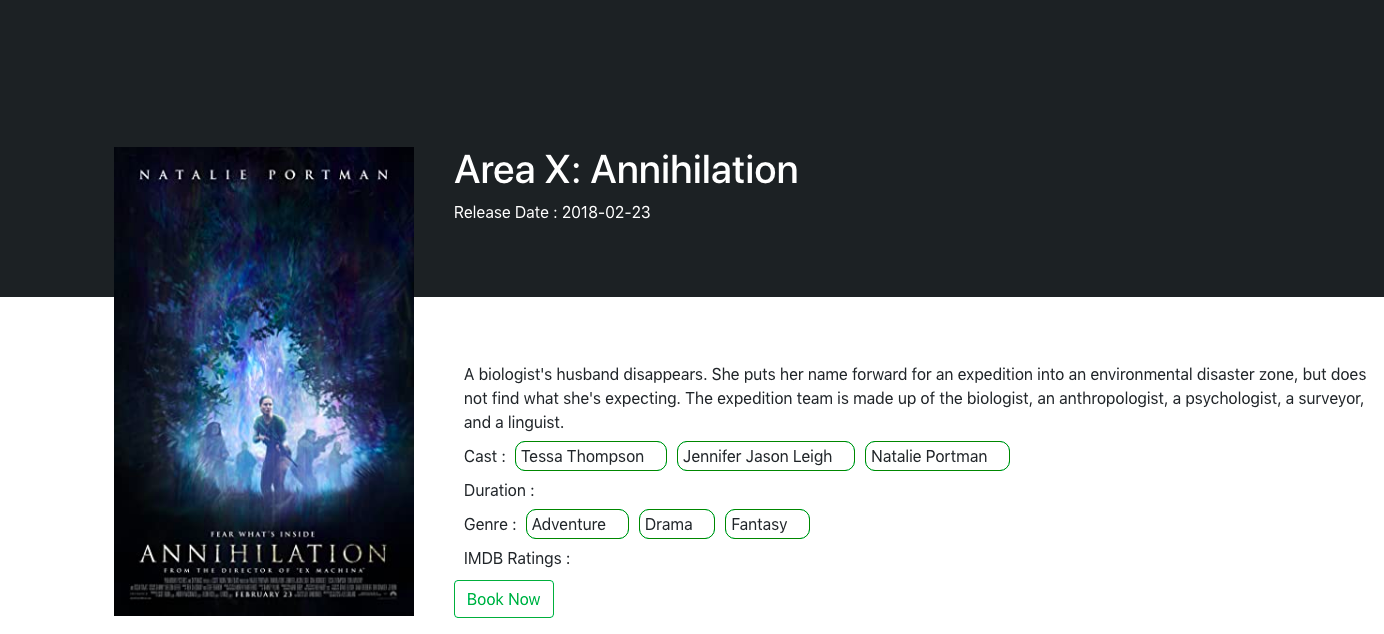 NATALIE PORTMAN
Area X: Annihilation
Release Date : 2018-02-23
A biologist's husband disappears. She puts her name forward for an expedition into an environmental disaster zone, but does
not find what she's expecting. The expedition team is made up of the biologist, an anthropologist, a psychologist, a surveyor,
and a linguist.
Cast : Tessa Thompson Jennifer Jason Leigh Natalie Portman
Duration :
Genre : Adventure Drama Fantasy
IMDB Ratings :
Book Now
FEAR WHAT'S INSIDE
ANNIHILATION
FROM THE DIRECTOR OF 'EX MACHINA'
FEBRUARY 23